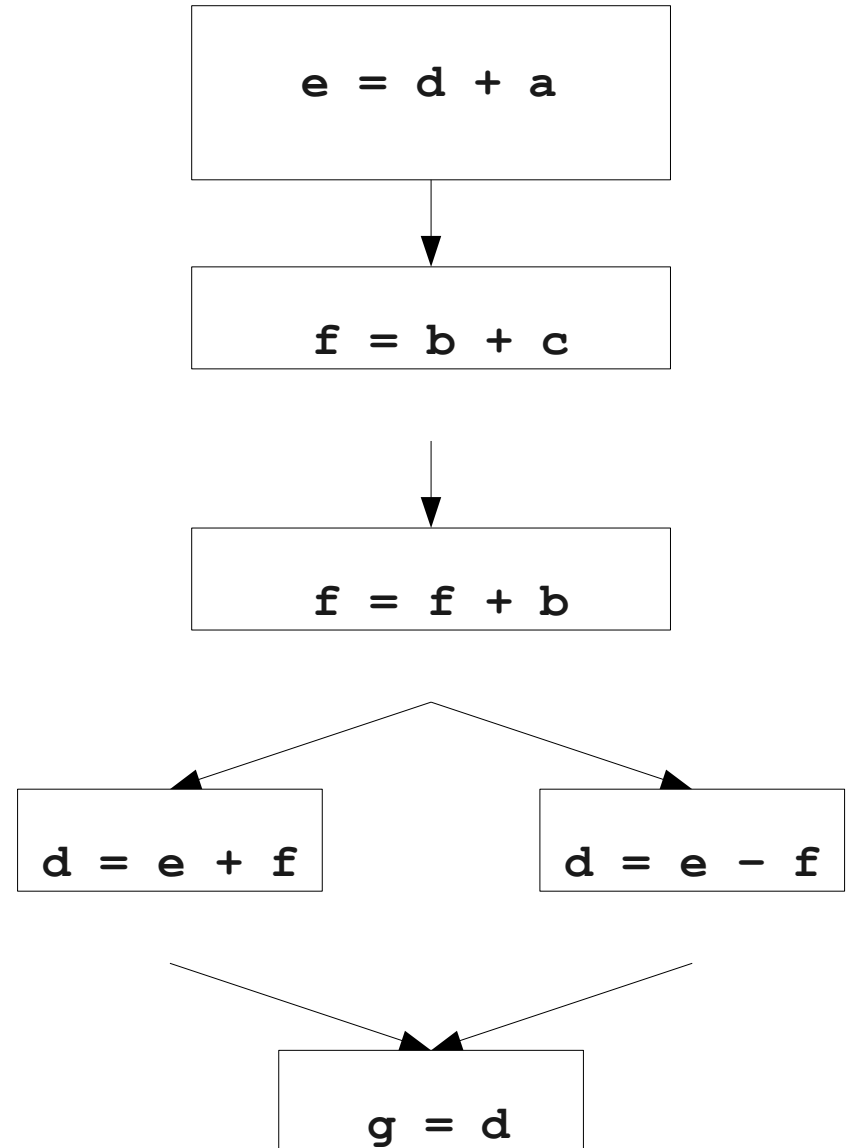 e = d + a
f = b + c
f = f + b
d = e + f
d = e - f
g = d